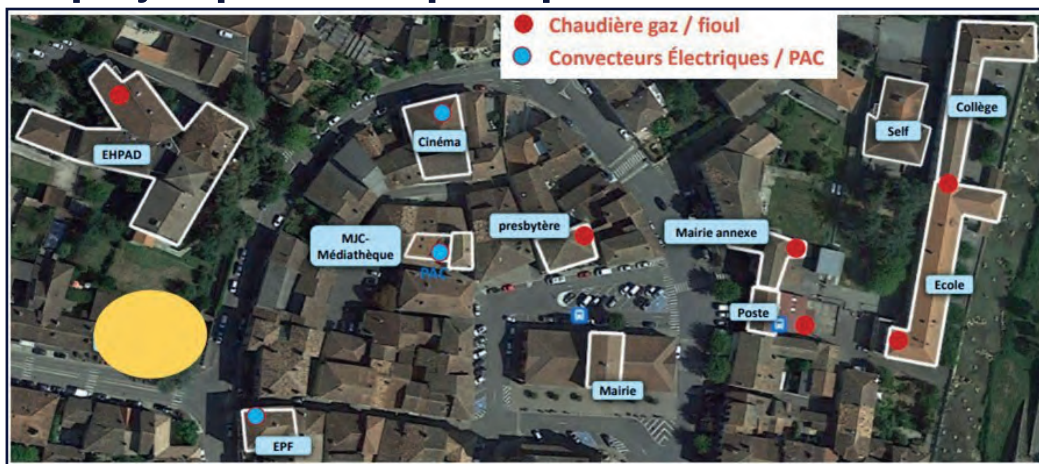 Chaudière gaz / fioul
Convecteurs Électriques / PAC
Collège
Cinéma
Self
EHPAD
presbytère
Mairie annexe
MJC-
Médiathèque
PAC
Ecole
Poste
Mairie
EPF